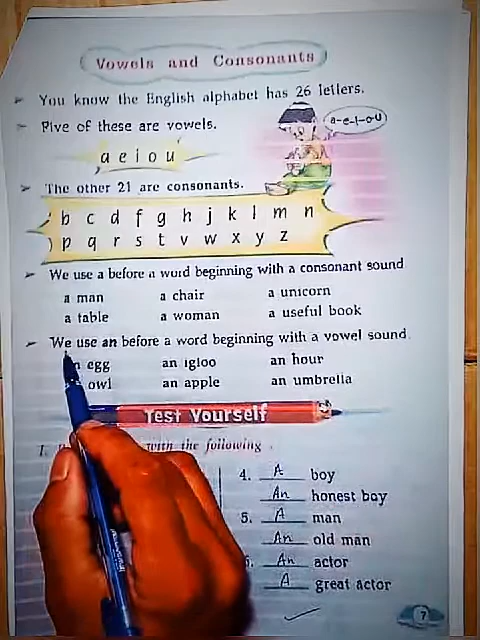 Vowels and Consonants
You know the English alphabet has 26 letters.
Five of these are vowels.
a-e-i-o-u
a e i o u
The other 21 are consonants.
b c d f g h j k l m n
p q r s t v w x y z
We use a before a word beginning with a consonant sound
a man a chair a unicorn
a table a woman a useful book
We use an before a word beginning with a vowel sound.
egg an igloo an hour
owl an apple an umbrella
Test Yourself
1. with the following.
4. A boy
An honest boy
5. A man
An old man
6. An actor
A great actor
7